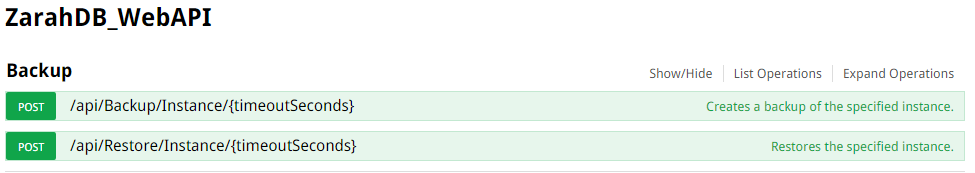 ZarahDB_WebAPI
Backup Show/Hide List Operations Expand Operations
POST /api/Backup/Instance/{timeoutSeconds} Creates a backup of the specified instance.
POST /api/Restore/Instance/{timeoutSeconds} Restores the specified instance.